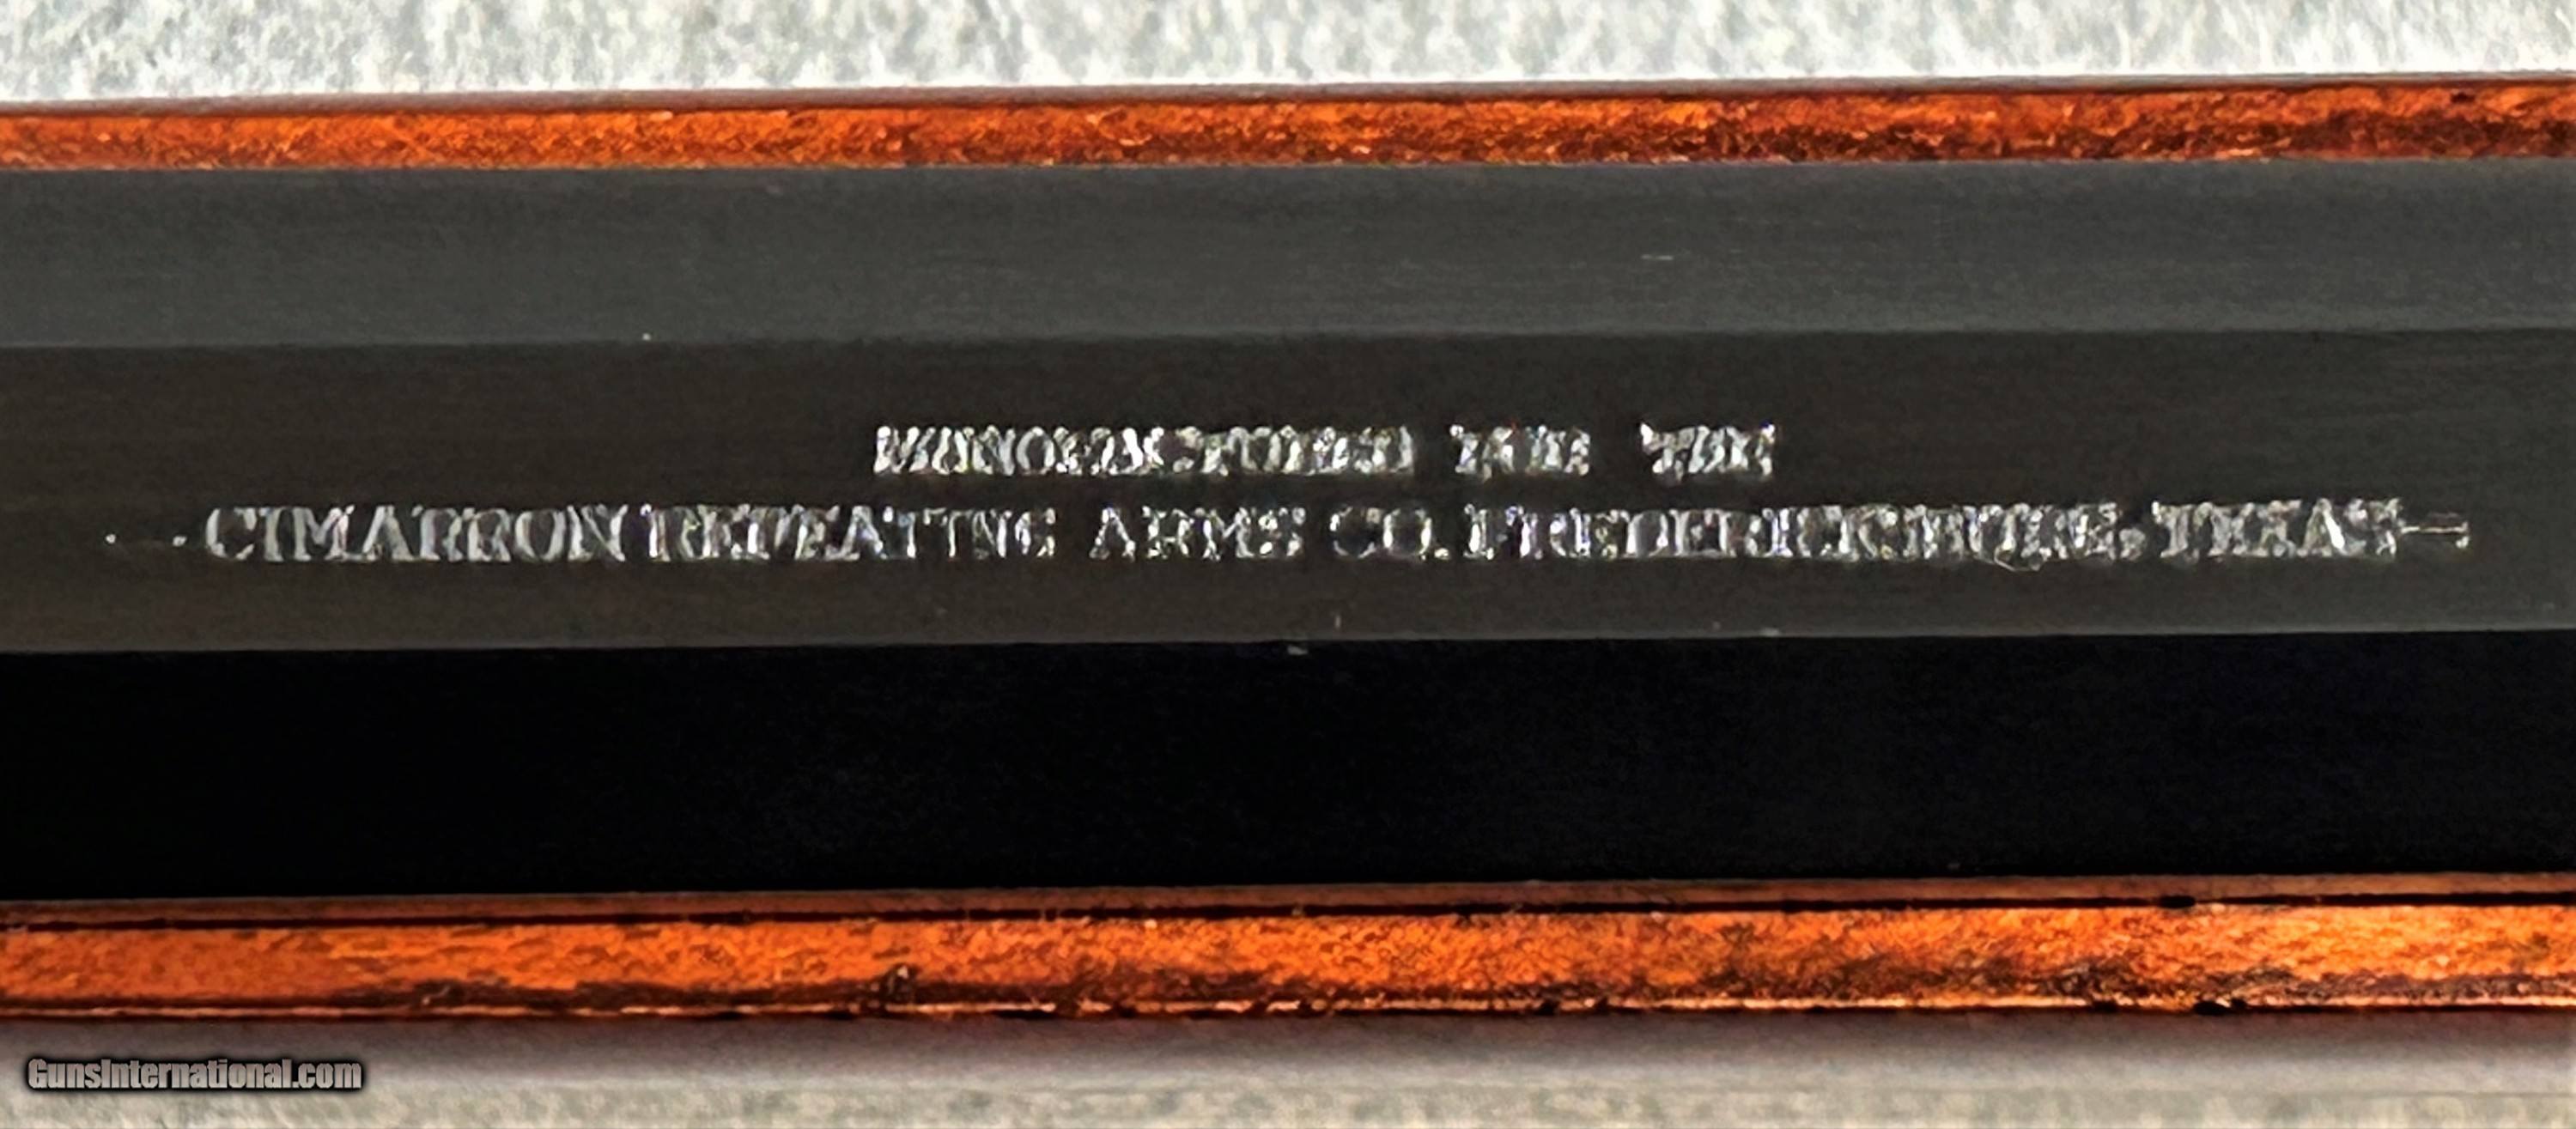 MANUFACTURED FOR THE
CIMARRON REPEATING ARMS CO. FREDERICKSBURG, TEXAS
GunsInternational.com